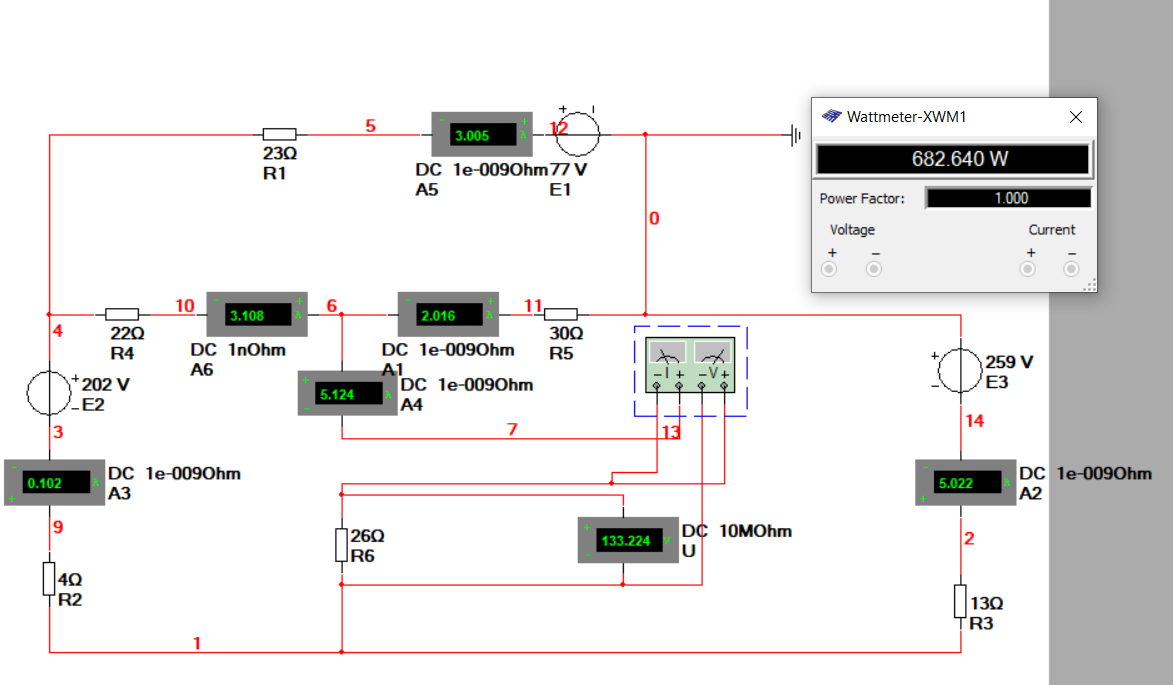 Wattmeter-XWM1
682.640 W
Power Factor:
1.000
Voltage
Current
+
−
+
−
5
3.005
A
12
+
23Ω
R1
DC 1e-009Ohm
A5
77 V
E1
0
10
3.108
A
6
2.016
A
11
4
22Ω
R4
DC 1nOhm
A6
DC 1e-009Ohm
A1
30Ω
R5
202 V
E2
5.124
A
DC 1e-009Ohm
A4
−I +
−V+
259 V
E3
3
7
13
14
0.102
A
DC 1e-009Ohm
A3
5.022
A
DC 1e-009Ohm
A2
9
26Ω
R6
133.224
V
DC 10MOhm
U
2
4Ω
R2
13Ω
R3
1